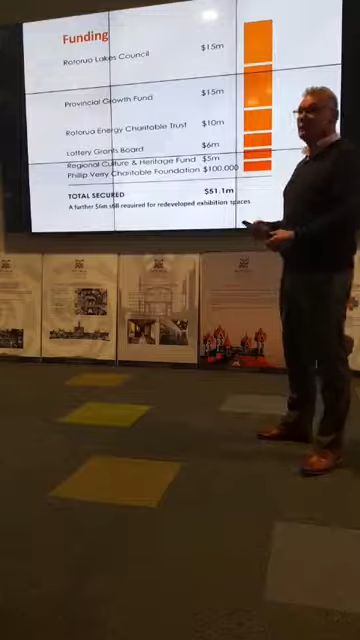 Funding
Rotorua Lakes Council $15m
Provincial Growth Fund $15m
Rotorua Energy Charitable Trust $10m
Lottery Grants Board $6m
Regional Culture & Heritage Fund $5m
Philip Verry Charitable Foundation $100,000
TOTAL SECURED $51.1m
A further $6m still required for redeveloped exhibition spaces